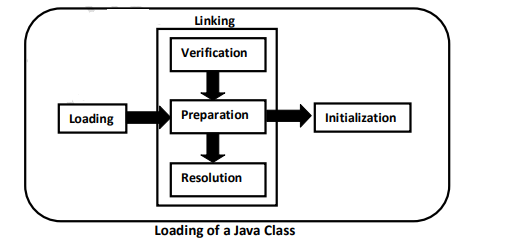 Linking
Verification
Loading
Preparation
Initialization
Resolution
Loading of a Java Class